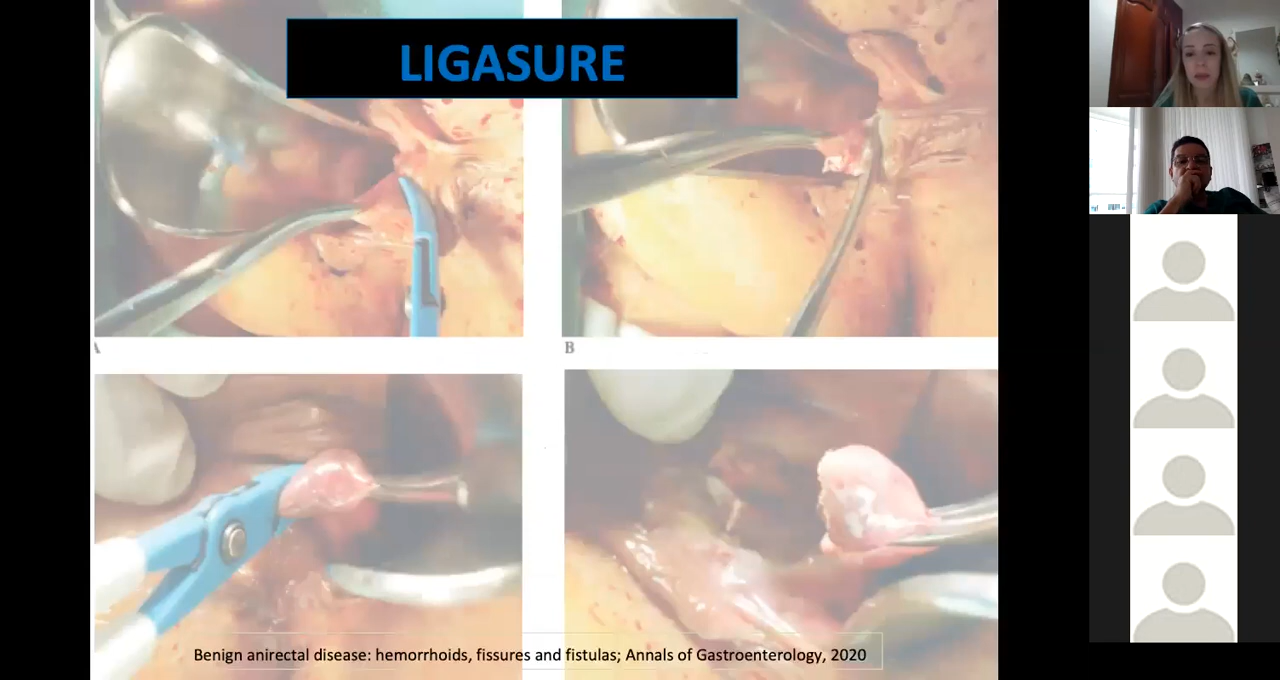 LIGASURE
A
B
Benign anirectal disease: hemorrhoids, fissures and fistulas; Annals of Gastroenterology, 2020